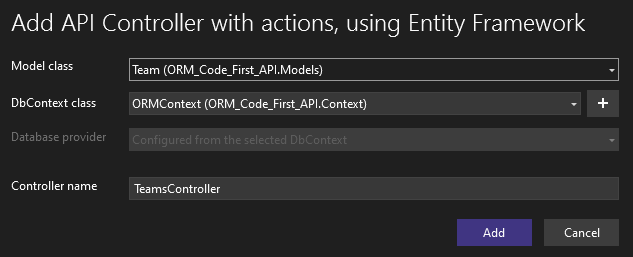 Add API Controller with actions, using Entity Framework
Model class
Team (ORM_Code_First_API.Models)
DbContext class
ORMContext (ORM_Code_First_API.Context)
+
Database provider
Configured from the selected DbContext
Controller name
TeamsController
Add
Cancel